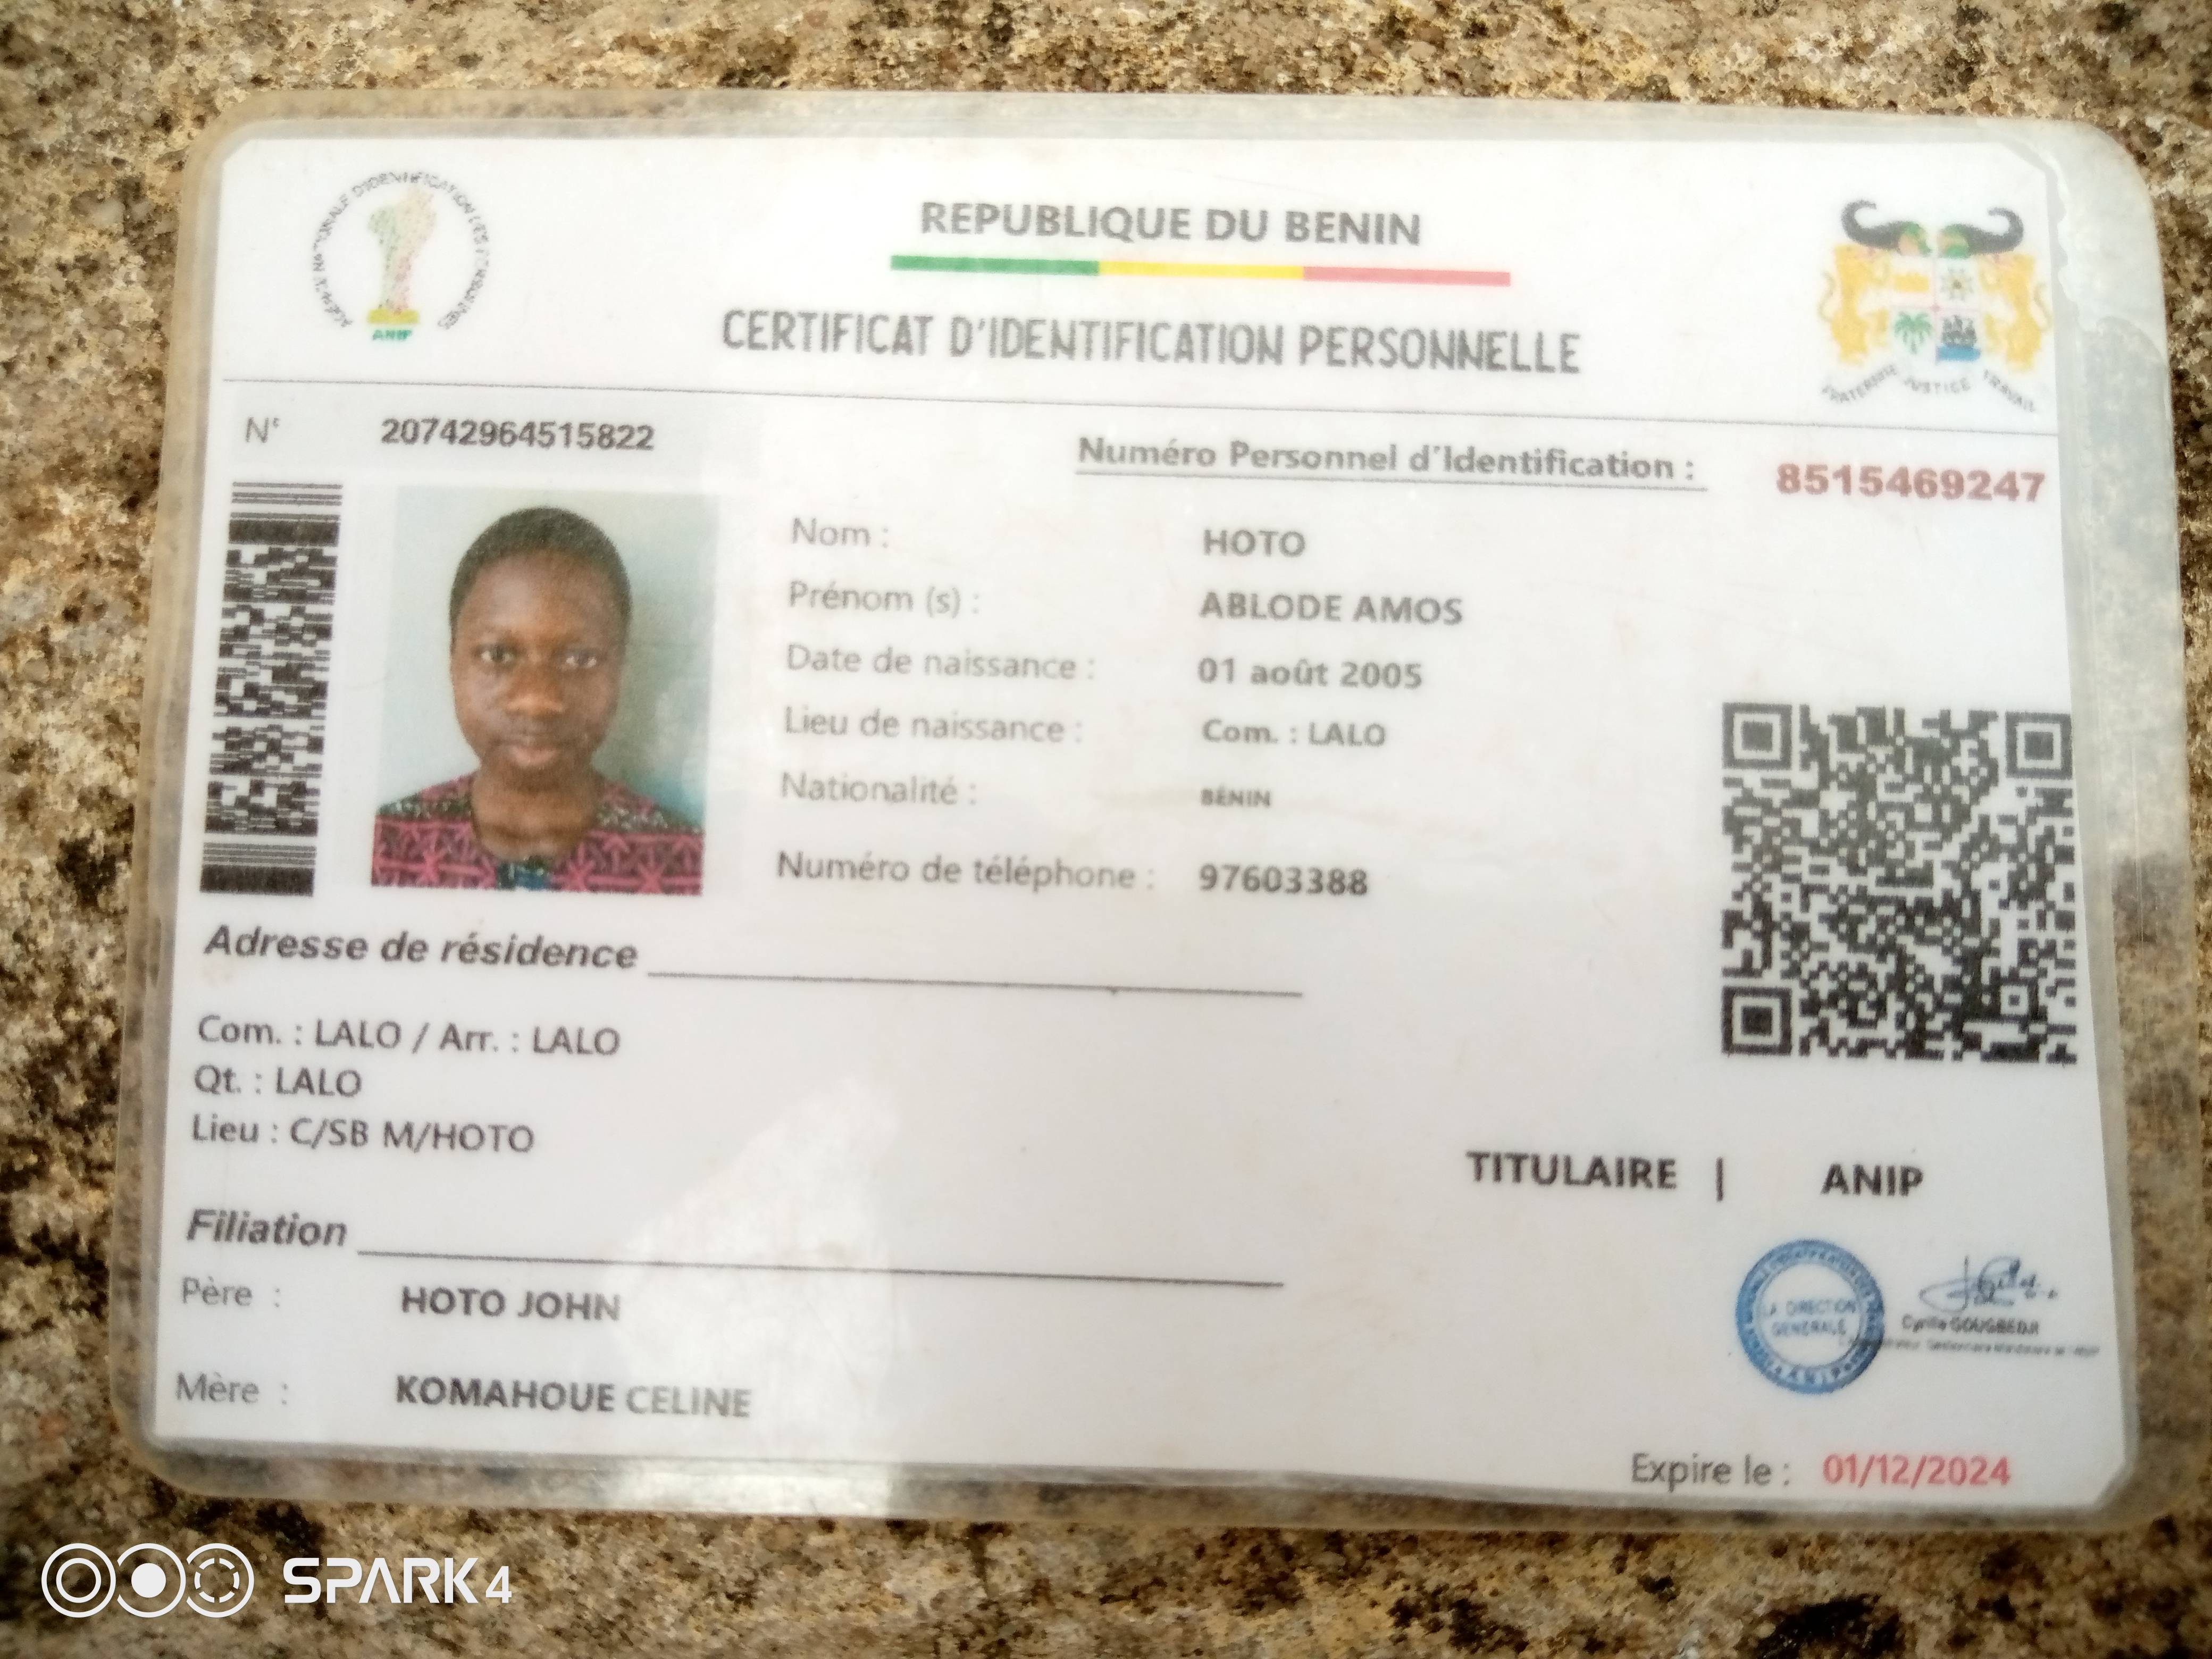 AGENCE NATIONALE D'IDENTIFICATION DES PERSONNES
ANIP
REPUBLIQUE DU BENIN
CERTIFICAT D'IDENTIFICATION PERSONNELLE
FRATERNITE JUSTICE TRAVAIL
N° 20742964515822
Numéro Personnel d'Identification : 8515469247
Nom : HOTO
Prénom (s) : ABLODE AMOS
Date de naissance : 01 août 2005
Lieu de naissance : Com. : LALO
Nationalité : BÉNIN
Numéro de téléphone : 97603388
Adresse de résidence
Com. : LALO / Arr. : LALO
Qt. : LALO
Lieu : C/SB M/HOTO
TITULAIRE | ANIP
Filiation
Père : HOTO JOHN
LA DIRECTION
GENERALE
Cyrille GOUGBEDJI
Mère : KOMAHOUE CELINE
Expire le : 01/12/2024
SPARK 4